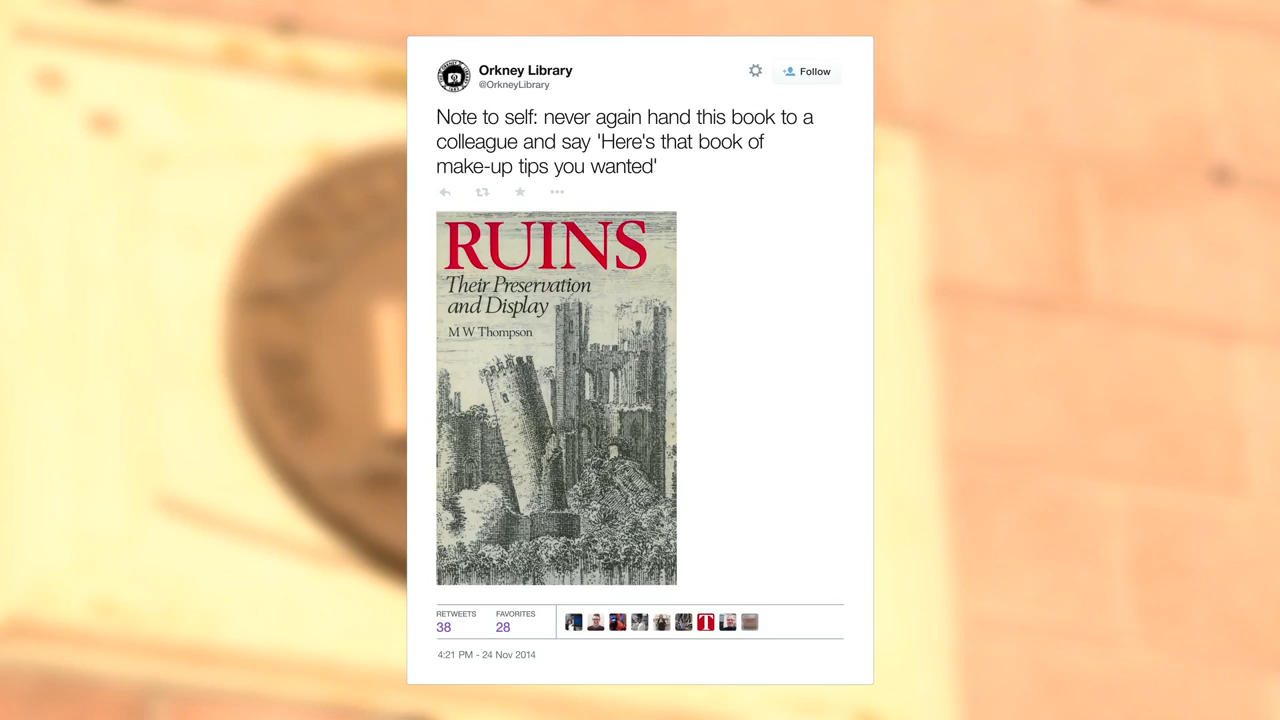 Orkney Library
@OrkneyLibrary
Follow
Note to self: never again hand this book to a
colleague and say 'Here's that book of
make-up tips you wanted'
RUINS
Their Preservation
and Display
M W Thompson
RETWEETS
FAVORITES
38
28
T
4:21 PM - 24 Nov 2014